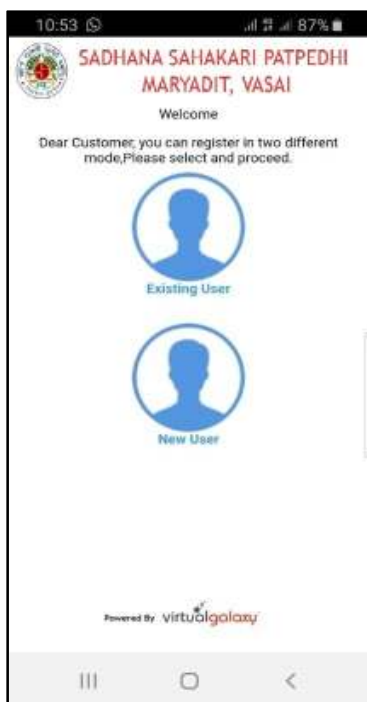 10:53
87%
SADHANA SAHAKARI PATPEDHI
MARYADIT, VASAI
Welcome
Dear Customer, you can register in two different
mode,Please select and proceed.
Existing User
New User
Powered By virtualgalaxy